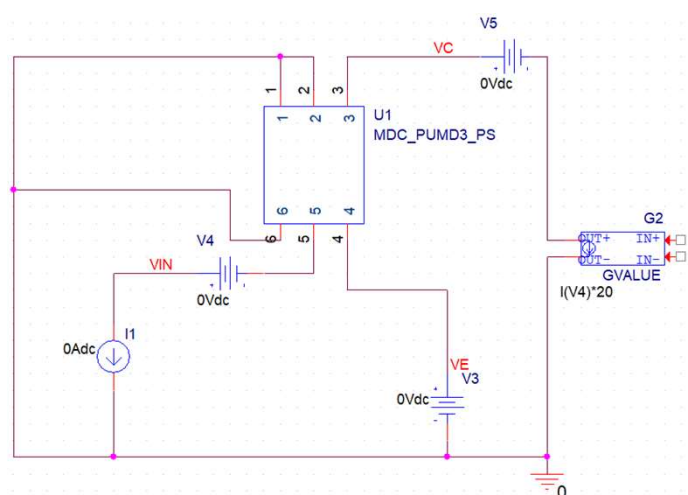 V5
VC
0Vdc
1
2
3
U1
MDC_PUMD3_PS
1
2
3
6
5
4
6
5
4
V4
VIN
0Vdc
G2
OUT+
IN+
OUT-
IN-
GVALUE
I(V4)*20
I1
0Adc
VE
V3
0Vdc
0